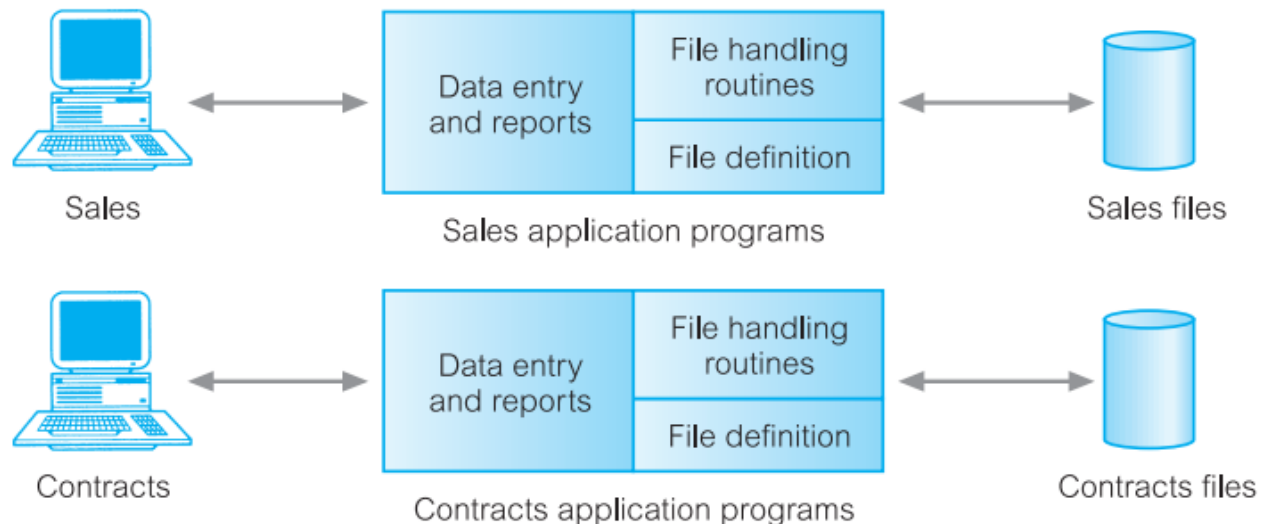 Data entry
and reports
File handling
routines
File definition
Sales
Sales application programs
Sales files
Data entry
and reports
File handling
routines
File definition
Contracts
Contracts application programs
Contracts files